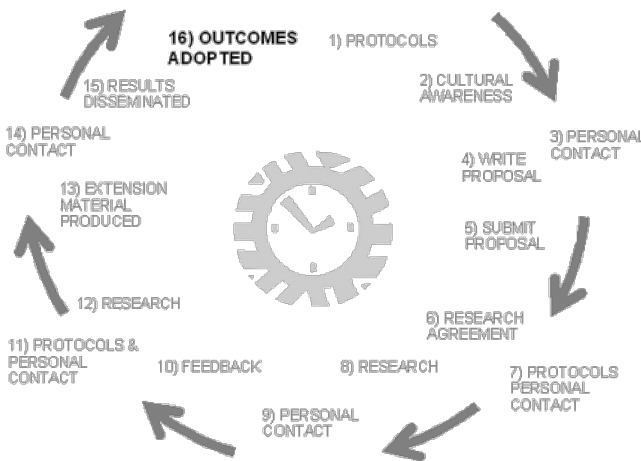 16) OUTCOMES
ADOPTED
1) PROTOCOLS
2) CULTURAL
AWARENESS
3) PERSONAL
CONTACT
4) WRITE
PROPOSAL
5) SUBMIT
PROPOSAL
6) RESEARCH
AGREEMENT
7) PROTOCOLS
PERSONAL
CONTACT
8) RESEARCH
9) PERSONAL
CONTACT
10) FEEDBACK
11) PROTOCOLS &
PERSONAL
CONTACT
12) RESEARCH
13) EXTENSION
MATERIAL
PRODUCED
14) PERSONAL
CONTACT
15) RESULTS
DISSEMINATED